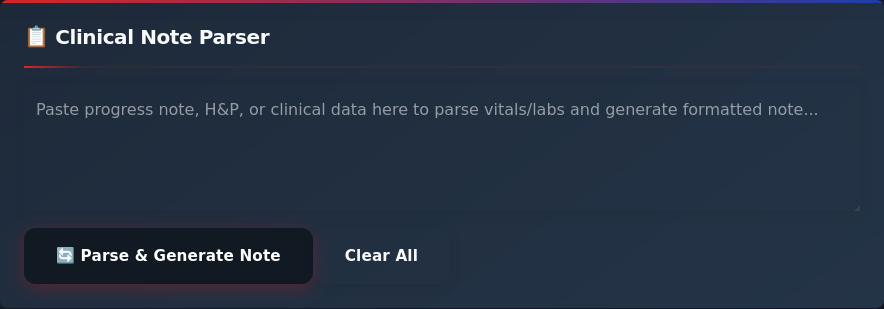 📋 Clinical Note Parser
Paste progress note, H&P, or clinical data here to parse vitals/labs and generate formatted note...
🔄 Parse & Generate Note
Clear All